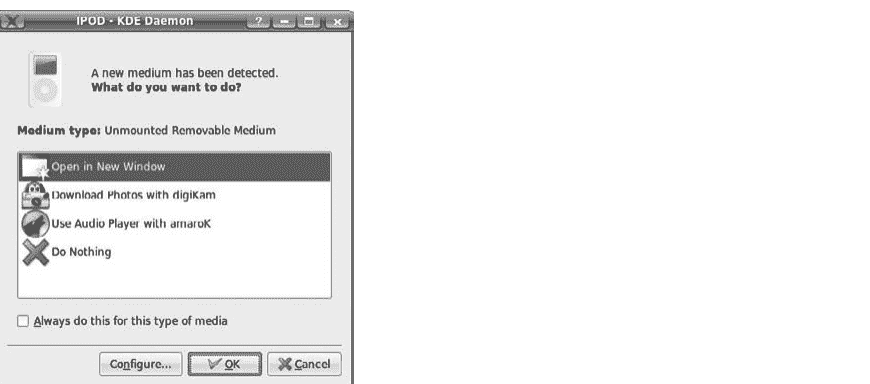 IPOD - KDE Daemon ?
A new medium has been detected.
What do you want to do?
Medium type: Unmounted Removable Medium
Open in New Window
Download Photos with digiKam
Use Audio Player with amaroK
Do Nothing
Always do this for this type of media
Configure... OK Cancel